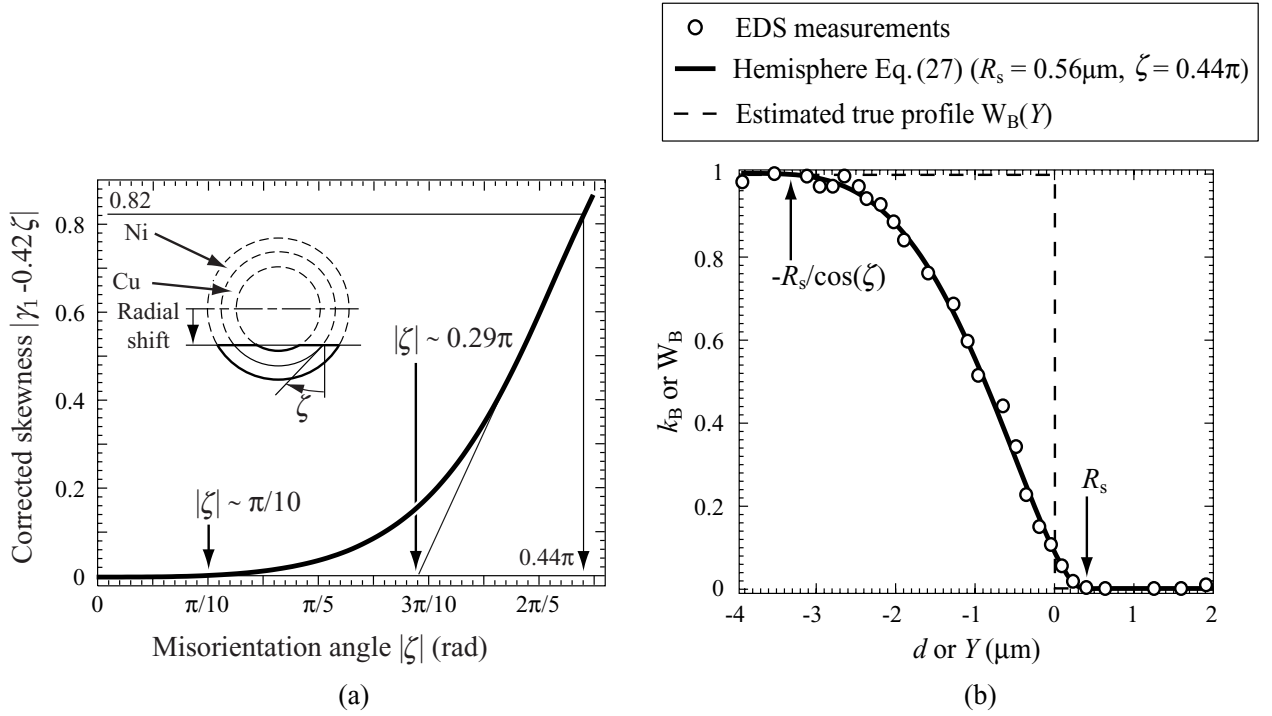 EDS measurements
Hemisphere Eq. (27) (Rs = 0.56μm, ζ = 0.44π)
Estimated true profile WB(Y)
Corrected skewness |γ1 -0.42ζ|
0.8
0.6
0.4
0.2
0
0.82
Ni
Cu
Radial
shift
ζ
|ζ| ~ 0.29π
|ζ| ~ π/10
0.44π
0
π/10
π/5
3π/10
2π/5
Misorientation angle |ζ| (rad)
(a)
kB or WB
1
0.8
0.6
0.4
0.2
0
-Rs/cos(ζ)
Rs
-4
-3
-2
-1
0
1
2
d or Y (μm)
(b)